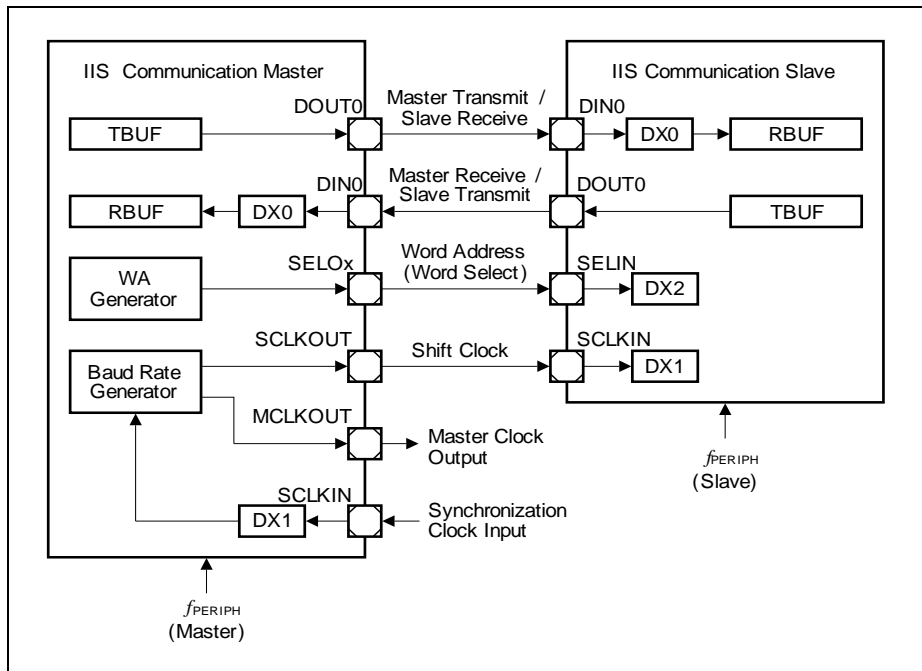 IIS Communication Master
IIS Communication Slave
DOUT0
Master Transmit /
Slave Receive
DIN0
TBUF
DX0
RBUF
DIN0
Master Receive /
Slave Transmit
DOUT0
RBUF
DX0
TBUF
SELOx
Word Address
(Word Select)
SELIN
WA
Generator
DX2
SCLKOUT
Shift Clock
SCLKIN
DX1
Baud Rate
Generator
MCLKOUT
Master Clock
Output
SCLKIN
DX1
Synchronization
Clock Input
fPERIPH
(Slave)
fPERIPH
(Master)